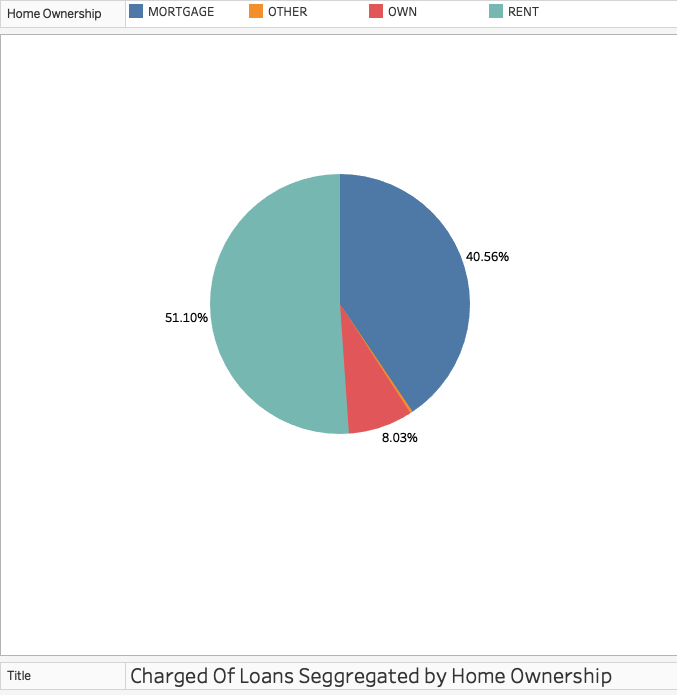 Home Ownership MORTGAGE OTHER OWN RENT
40.56%
51.10%
8.03%
Title Charged Of Loans Seggregated by Home Ownership